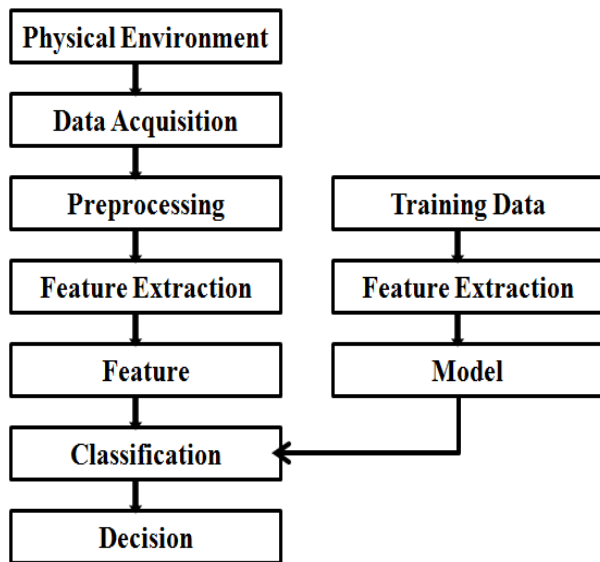 Physical Environment
Data Acquisition
Preprocessing
Feature Extraction
Feature
Classification
Decision
Training Data
Feature Extraction
Model